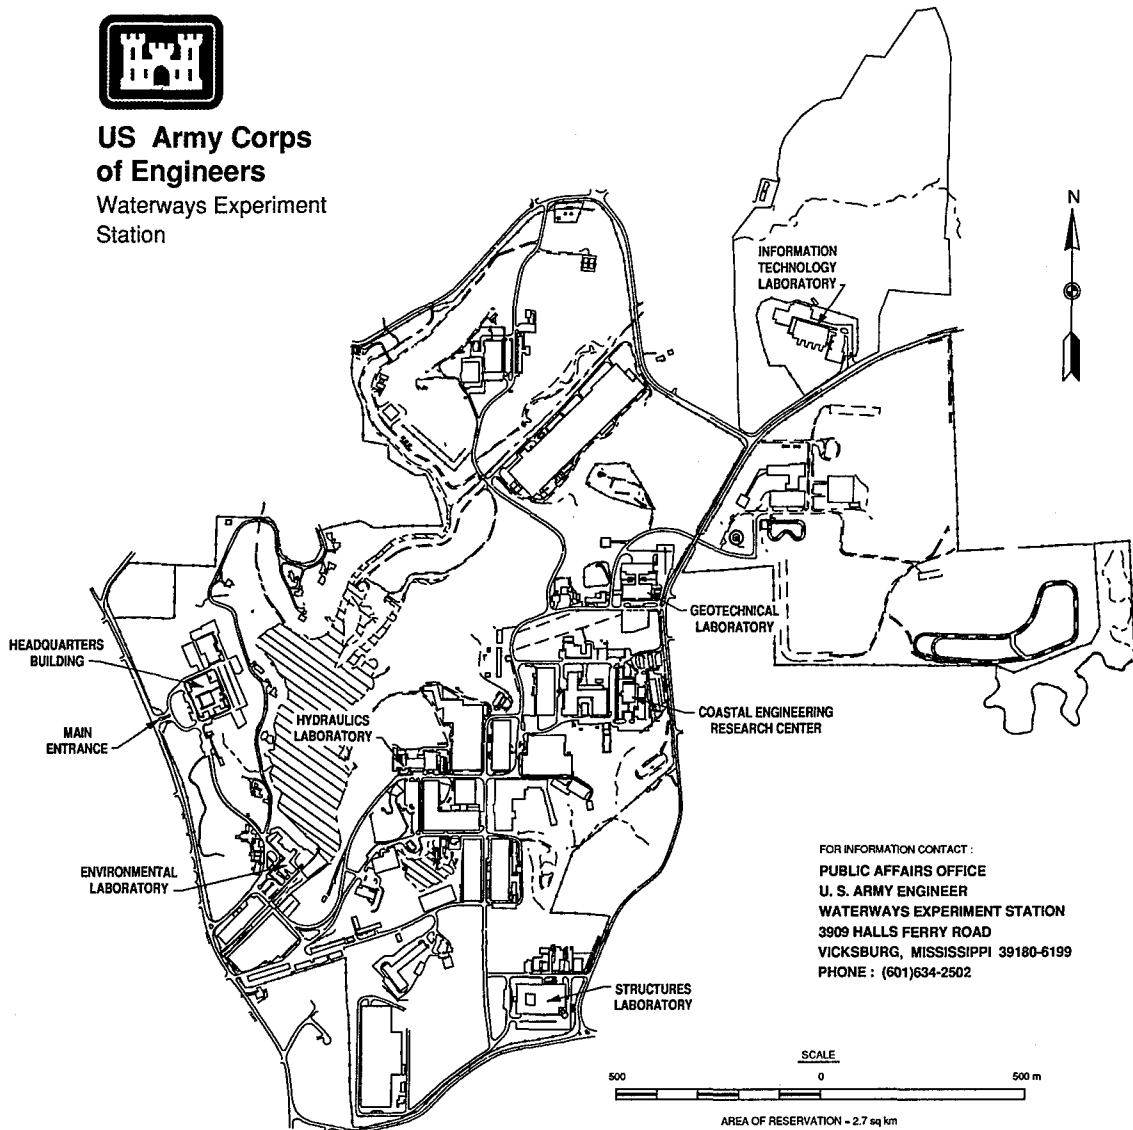 US Army Corps
of Engineers
Waterways Experiment
Station
N
INFORMATION
TECHNOLOGY
LABORATORY
GEOTECHNICAL
LABORATORY
HEADQUARTERS
BUILDING
MAIN
ENTRANCE
HYDRAULICS
LABORATORY
COASTAL ENGINEERING
RESEARCH CENTER
ENVIRONMENTAL
LABORATORY
STRUCTURES
LABORATORY
FOR INFORMATION CONTACT :
PUBLIC AFFAIRS OFFICE
U. S. ARMY ENGINEER
WATERWAYS EXPERIMENT STATION
3909 HALLS FERRY ROAD
VICKSBURG, MISSISSIPPI 39180-6199
PHONE : (601)634-2502
SCALE
500 0 500 m
AREA OF RESERVATION = 2.7 sq km